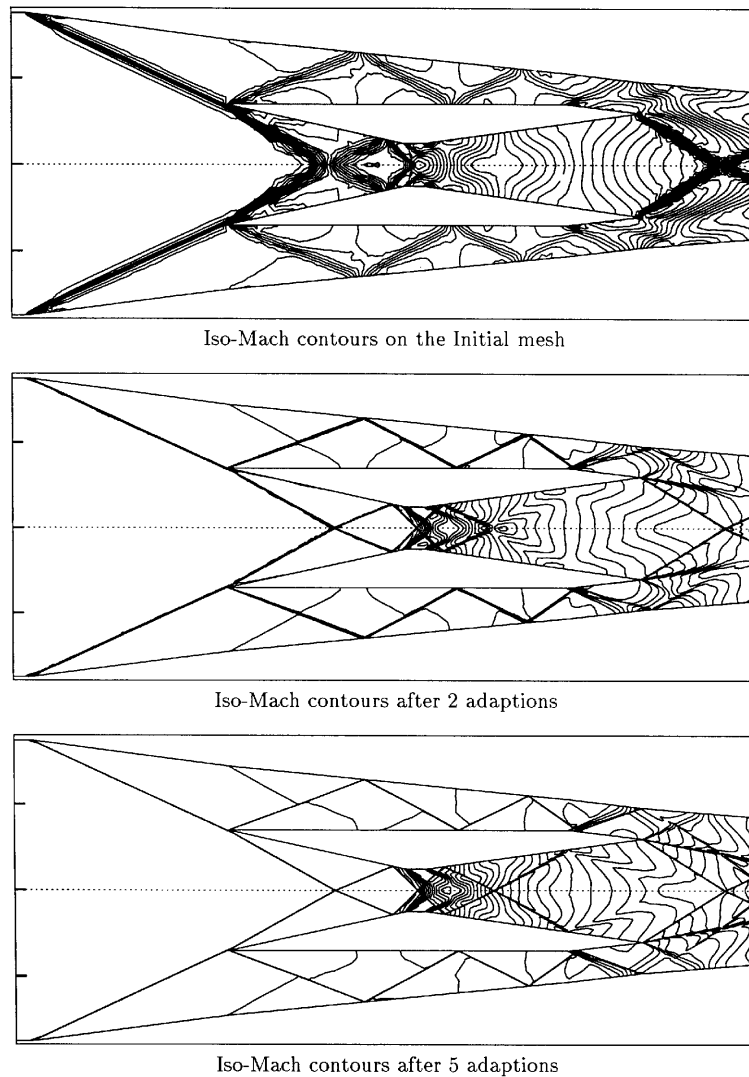 Iso-Mach contours on the Initial mesh
Iso-Mach contours after 2 adaptions
Iso-Mach contours after 5 adaptions